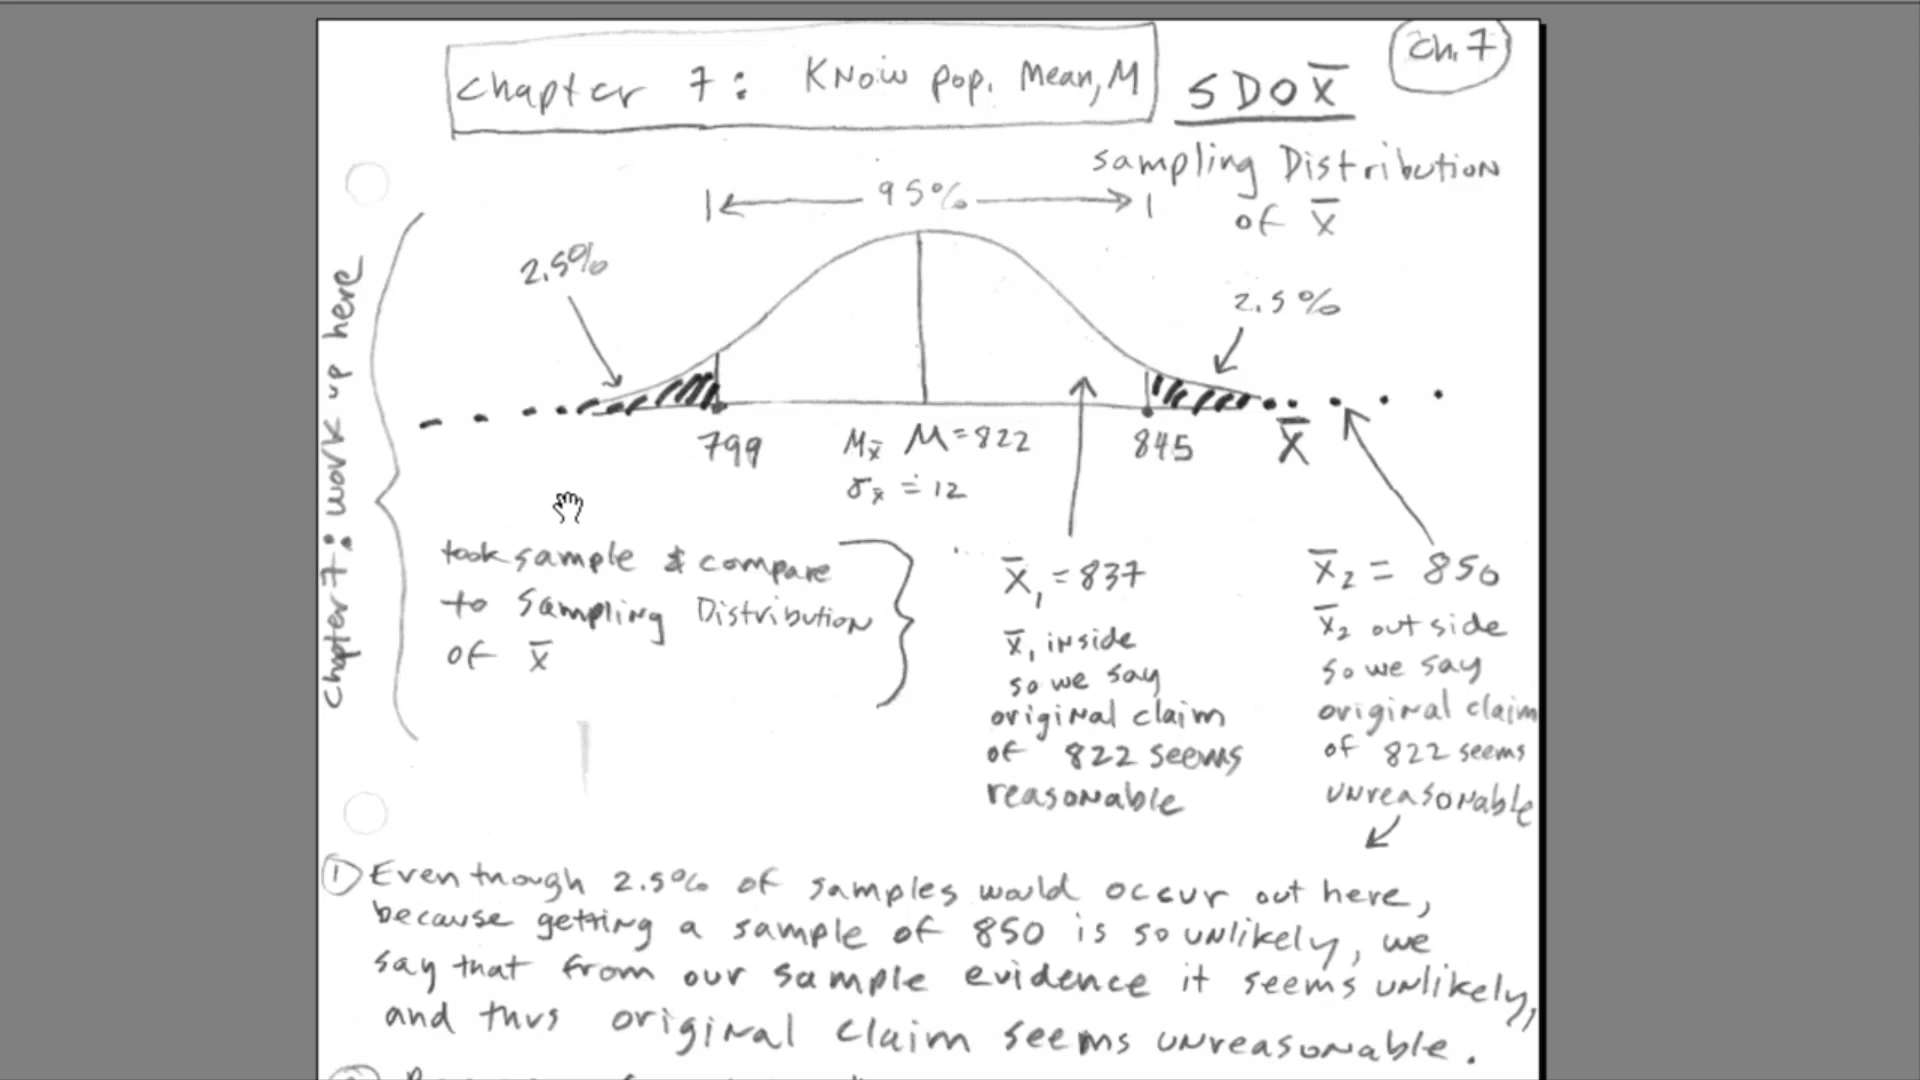 Chapter 7: Know pop. Mean, M
SDOX̄
Ch. 7
Sampling Distribution
of X̄
95%
2.5%
2.5%
799
Mx̄ M=822
σx̄ ≐ 12
845
X̄
Chapter 7: work up here
took sample & compare
to Sampling Distribution
of X̄
X̄₁ = 837
X̄₁ inside
so we say
original claim
of 822 seems
reasonable
X̄₂ = 850
X̄₂ outside
so we say
original claim
of 822 seems
unreasonable
① Even though 2.5% of samples would occur out here,
because getting a sample of 850 is so unlikely, we
say that from our sample evidence it seems unlikely,
and thus original claim seems unreasonable.